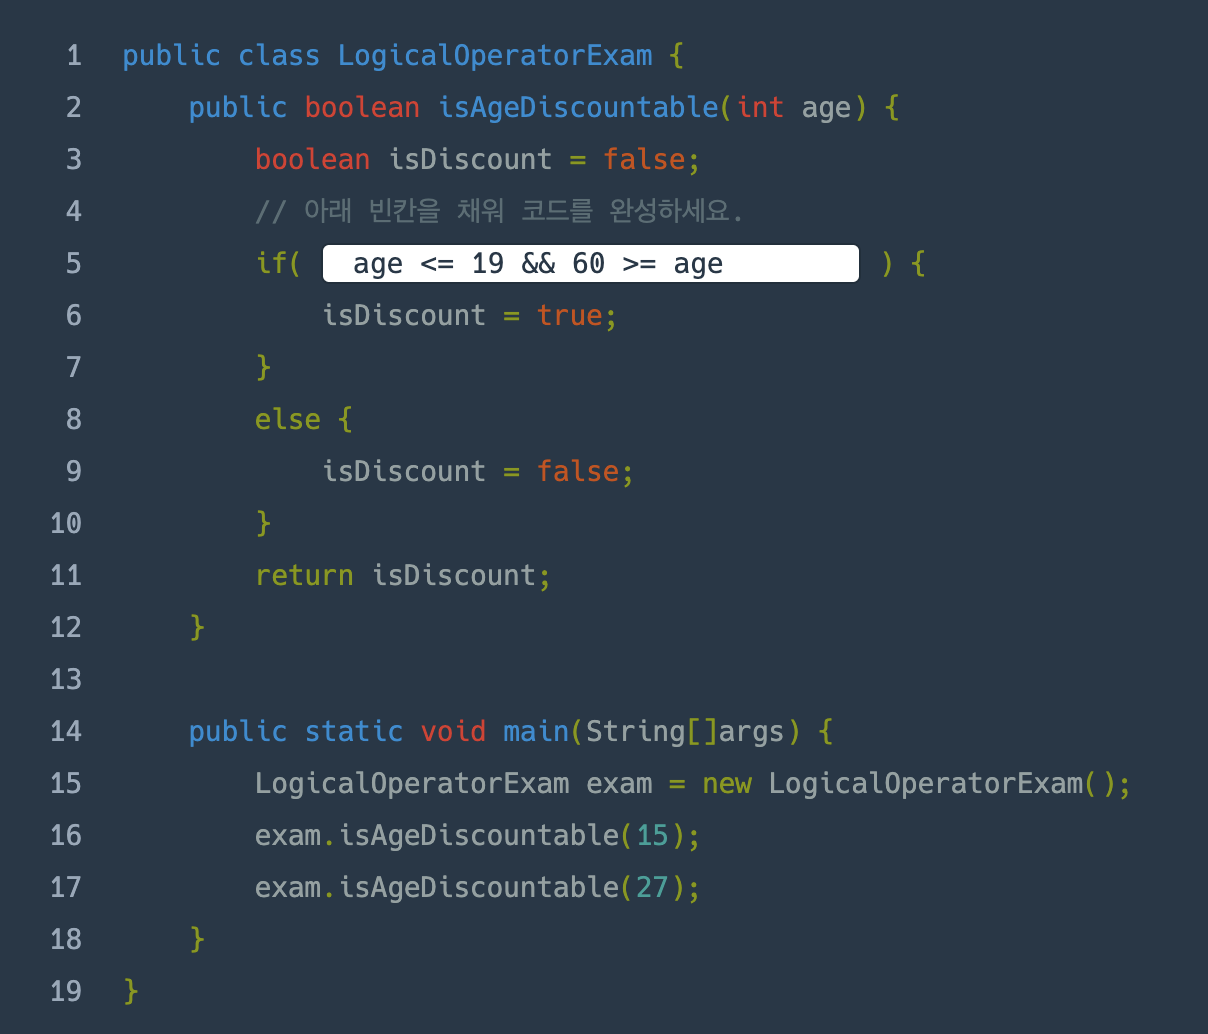 1 public class LogicalOperatorExam {
2 public boolean isAgeDiscountable(int age) {
3 boolean isDiscount = false;
4 // 아래 빈칸을 채워 코드를 완성하세요.
5 if( age <= 19 && 60 >= age ) {
6 isDiscount = true;
7 }
8 else {
9 isDiscount = false;
10 }
11 return isDiscount;
12 }
13
14 public static void main(String[]args) {
15 LogicalOperatorExam exam = new LogicalOperatorExam();
16 exam.isAgeDiscountable(15);
17 exam.isAgeDiscountable(27);
18 }
19 }